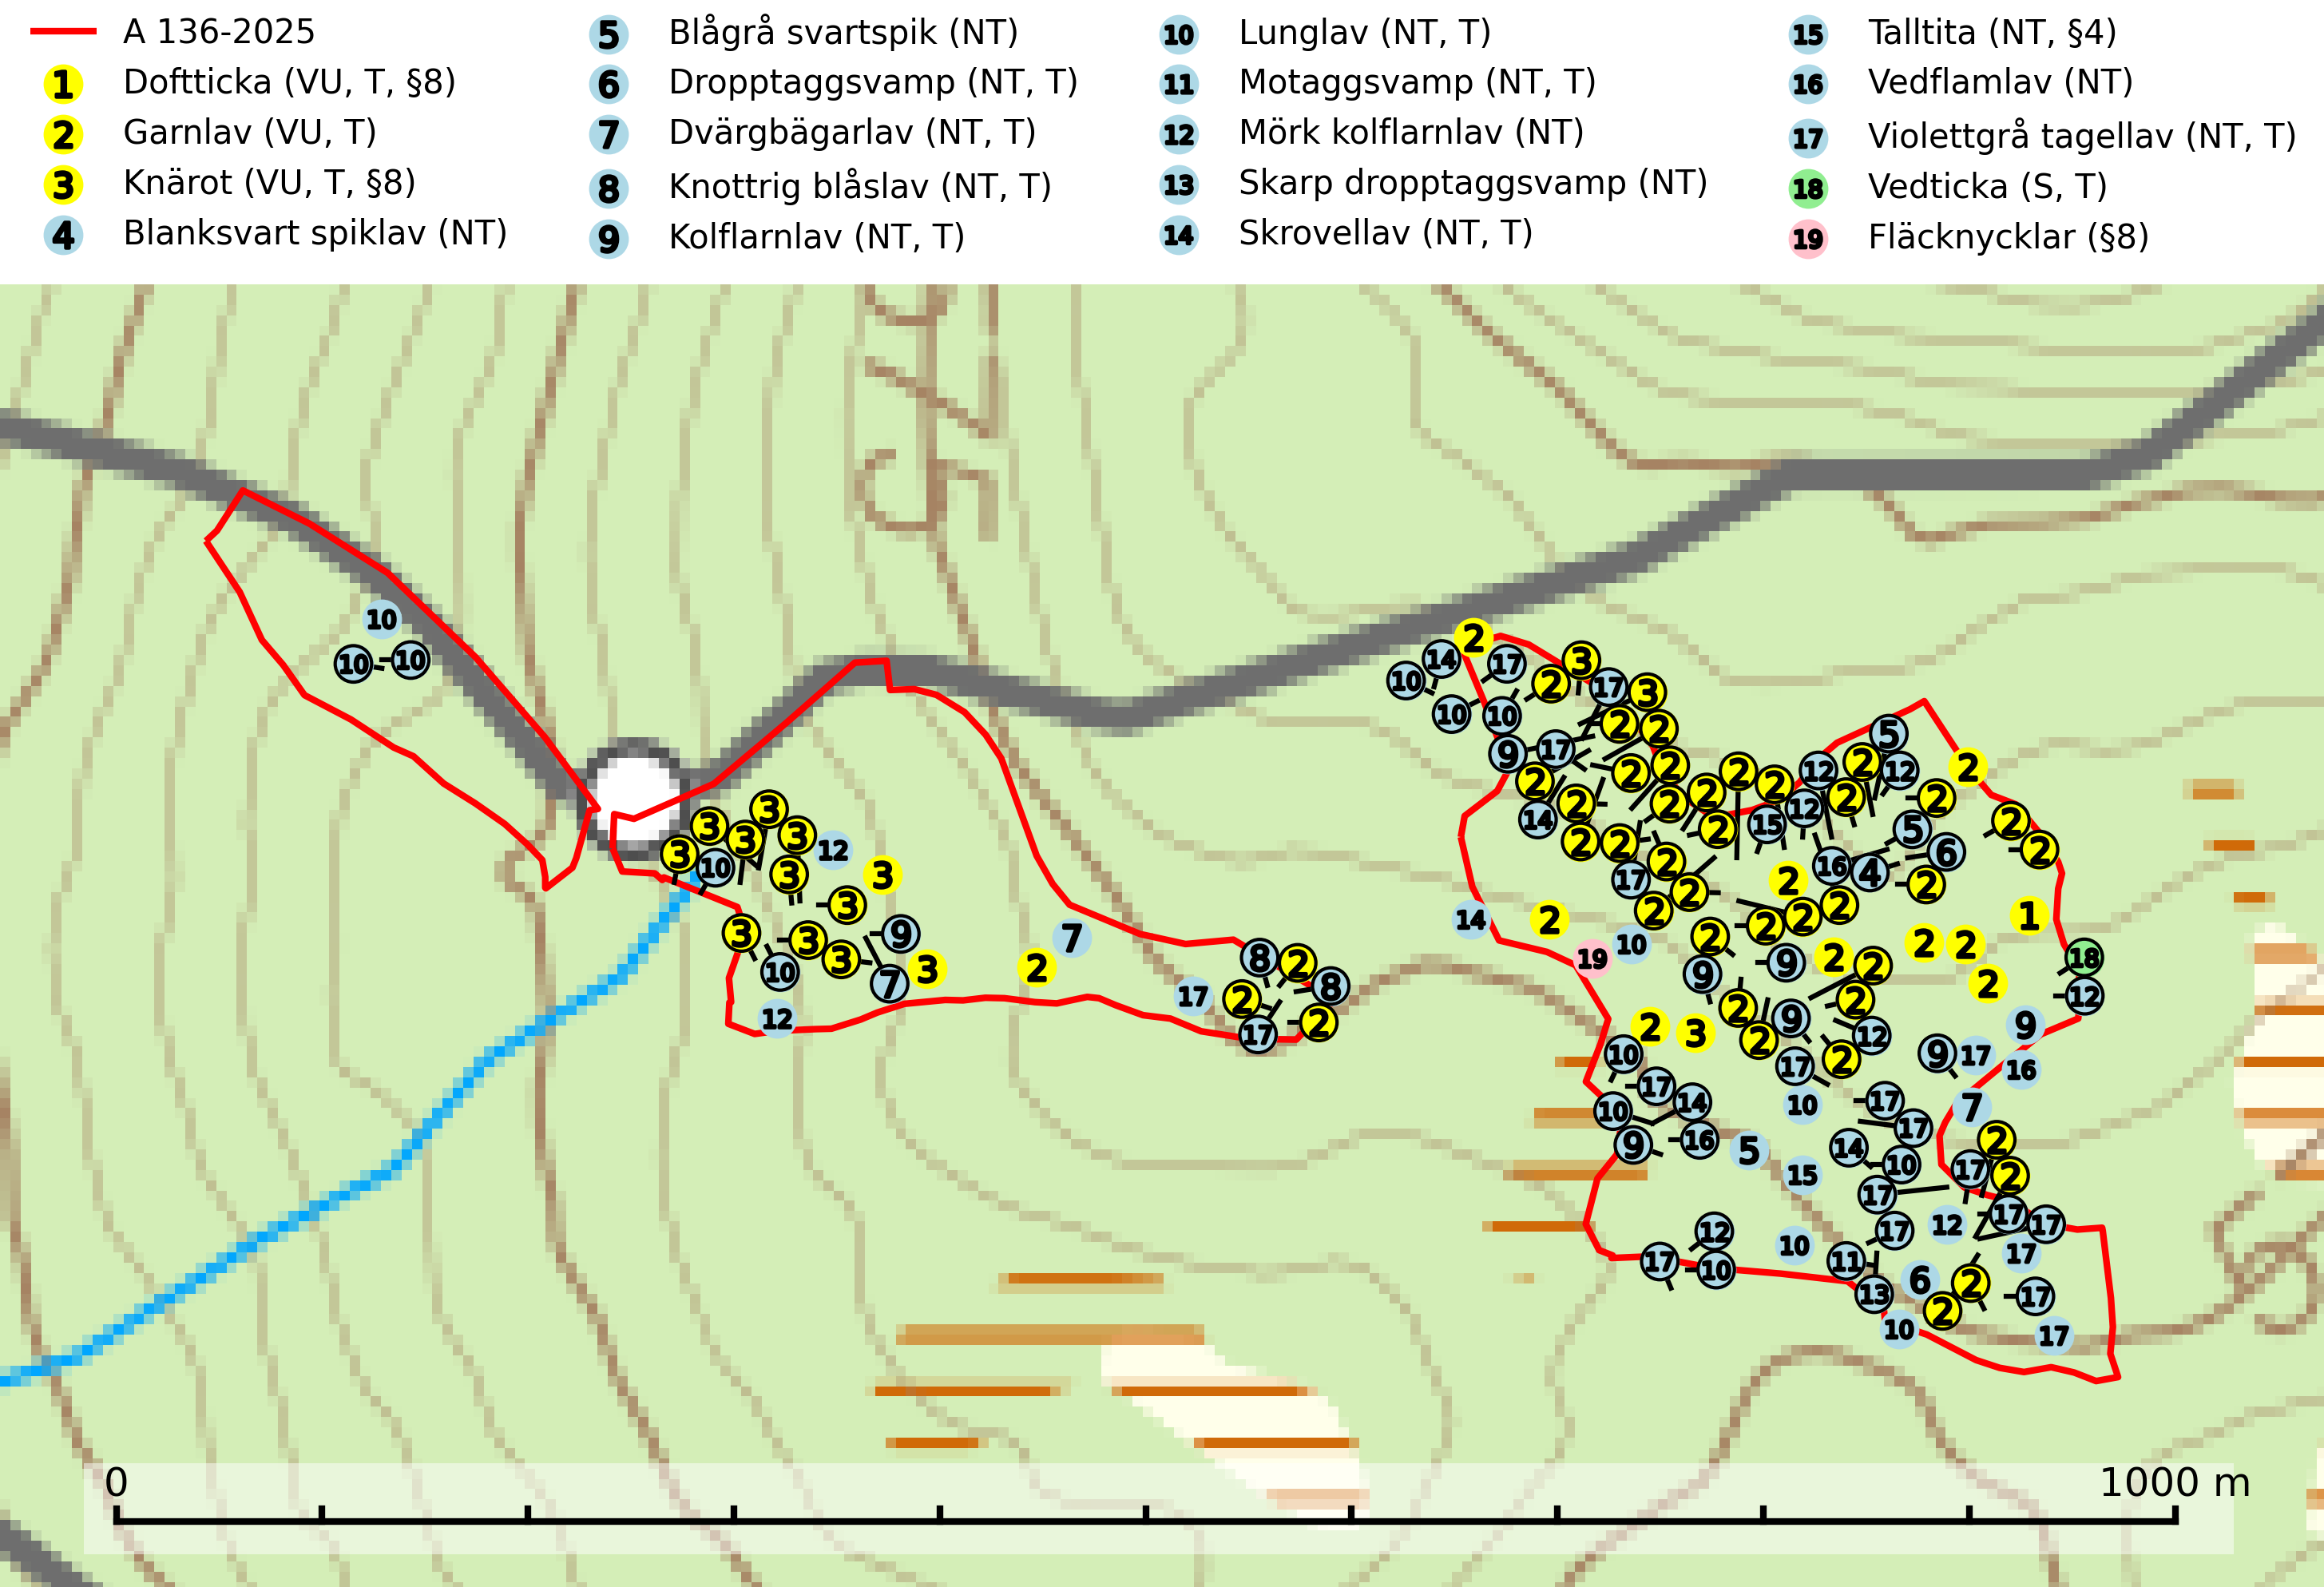 A 136-2025
1 Doftticka (VU, T, §8)
2 Garnlav (VU, T)
3 Knärot (VU, T, §8)
4 Blanksvart spiklav (NT)
5 Blågrå svartspik (NT)
6 Dropptaggsvamp (NT, T)
7 Dvärgbägarlav (NT, T)
8 Knottrig blåslav (NT, T)
9 Kolflarnlav (NT, T)
10 Lunglav (NT, T)
11 Motaggsvamp (NT, T)
12 Mörk kolflarnlav (NT)
13 Skarp dropptaggsvamp (NT)
14 Skrovellav (NT, T)
15 Talltita (NT, §4)
16 Vedflamlav (NT)
17 Violettgrå tagellav (NT, T)
18 Vedticka (S, T)
19 Fläcknycklar (§8)
0 1000 m